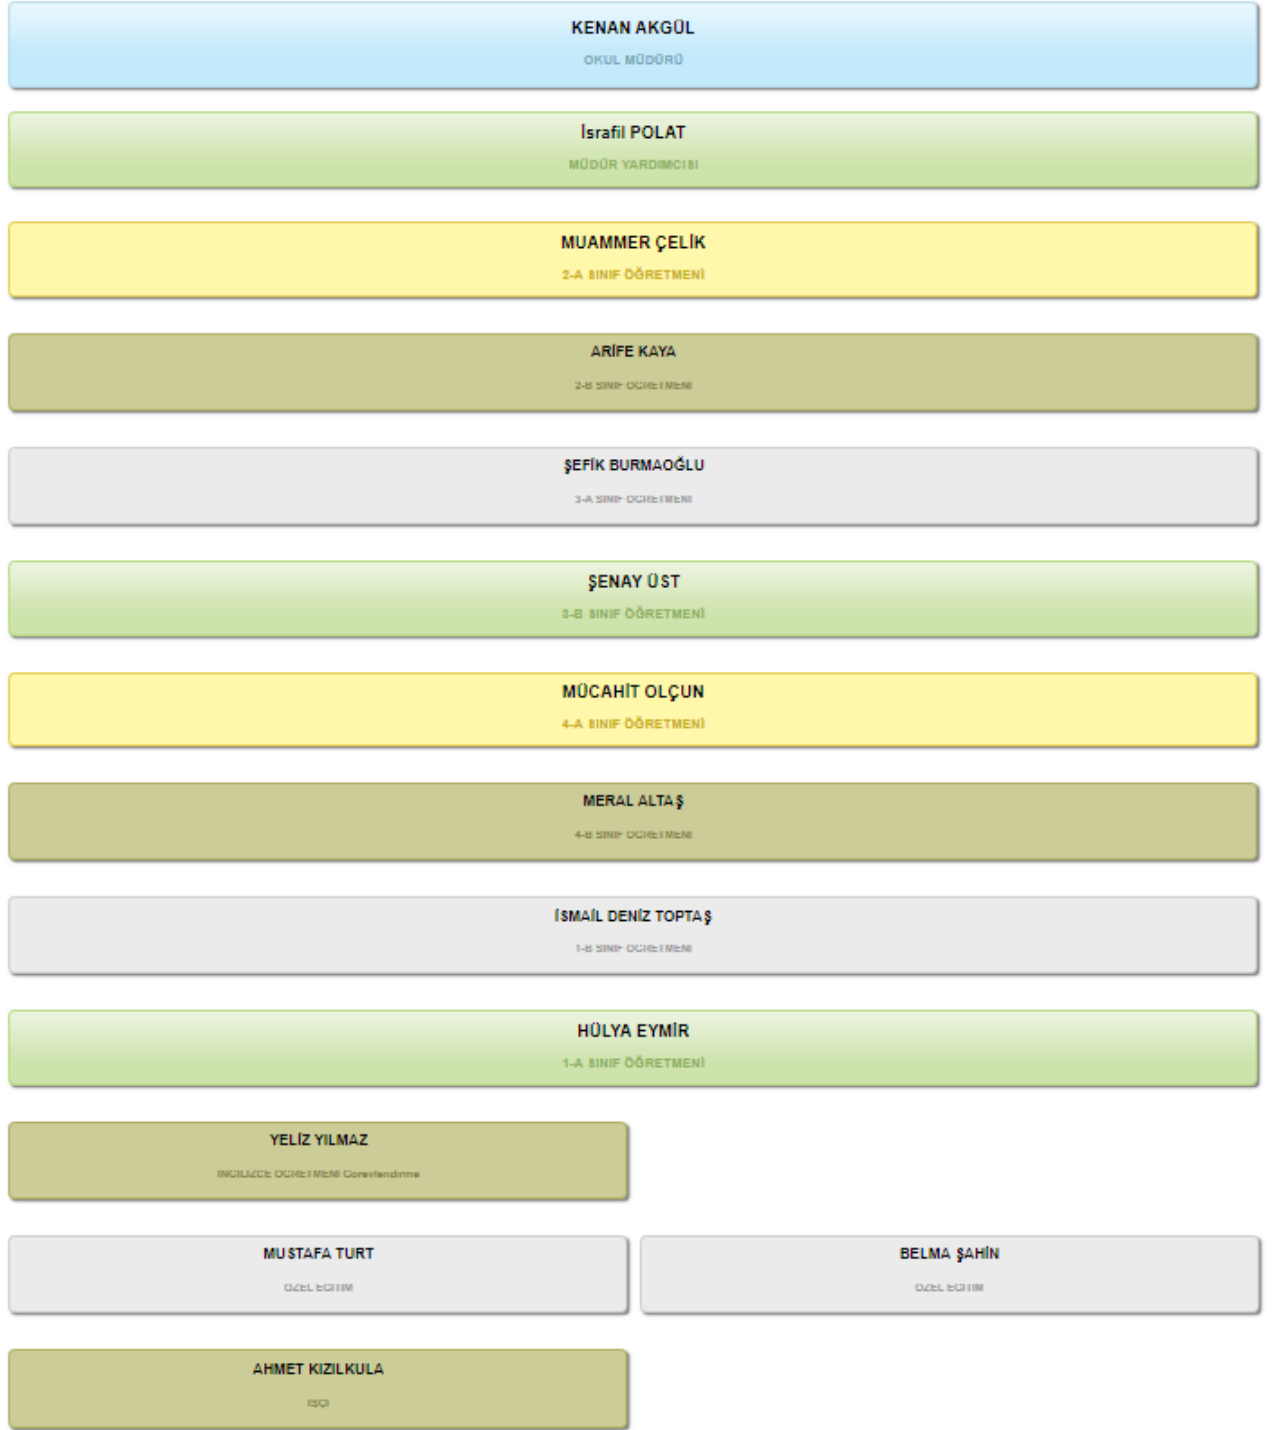 KENAN AKGÜL
OKUL MÜDÜRÜ
İsrafil POLAT
MÜDÜR YARDIMCISI
MUAMMER ÇELİK
2-A SINIF ÖĞRETMENİ
ARİFE KAYA
2-B SINIF ÖĞRETMENİ
ŞEFİK BURMAOĞLU
3-A SINIF ÖĞRETMENİ
ŞENAY ÜST
3-B SINIF ÖĞRETMENİ
MÜCAHİT OLÇUN
4-A SINIF ÖĞRETMENİ
MERAL ALTAŞ
4-B SINIF ÖĞRETMENİ
İSMAİL DENİZ TOPTAŞ
1-B SINIF ÖĞRETMENİ
HÜLYA EYMİR
1-A SINIF ÖĞRETMENİ
YELİZ YILMAZ
İNGİLİZCE ÖĞRETMENİ Görevlendirme
MUSTAFA TURT
ÖZEL EĞİTİM
BELMA ŞAHİN
ÖZEL EĞİTİM
AHMET KIZILKULA
İŞÇİ